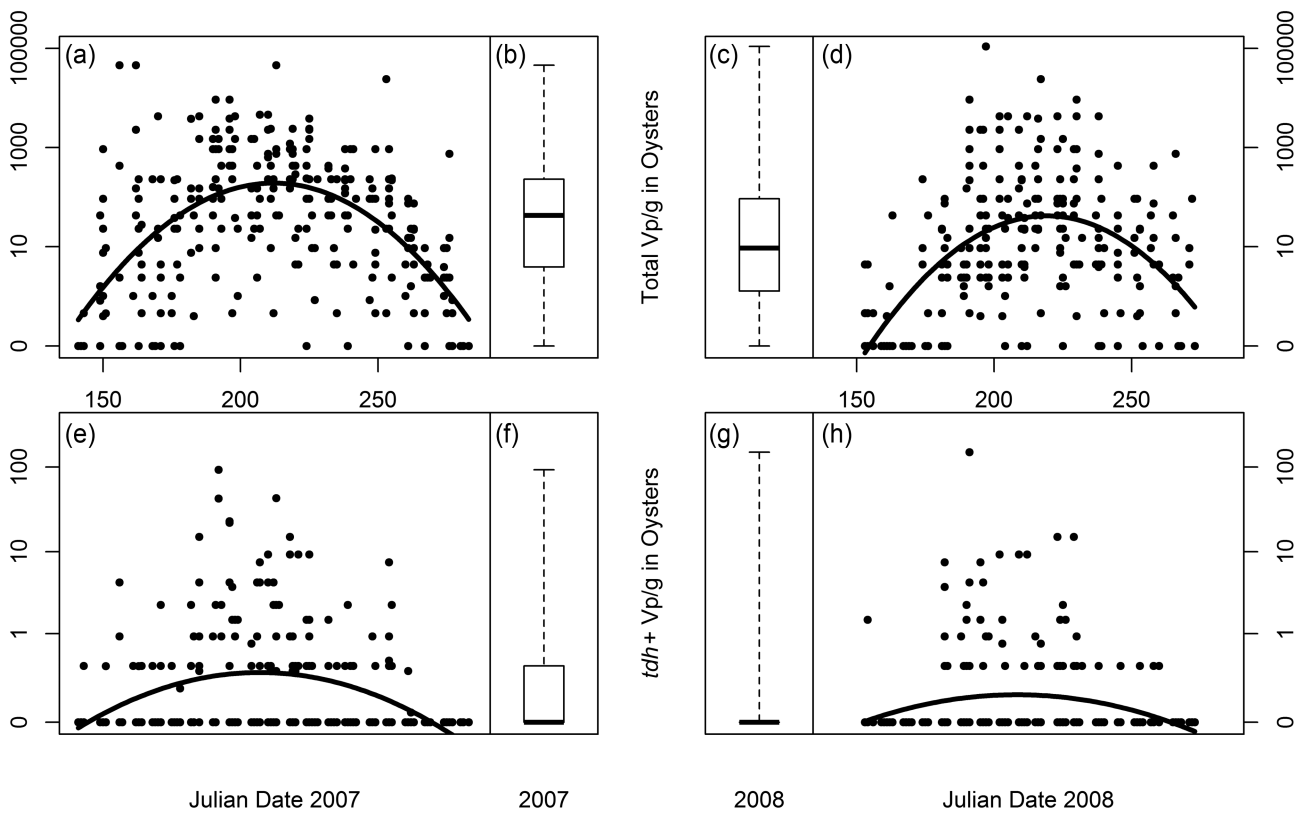 (a)
(b)
(c)
(d)
100000
1000
10
0
Total Vp/g in Oysters
100000
1000
10
0
150 200 250
150 200 250
(e)
(f)
(g)
(h)
100
10
1
0
tdh+ Vp/g in Oysters
100
10
1
0
Julian Date 2007
2007
2008
Julian Date 2008